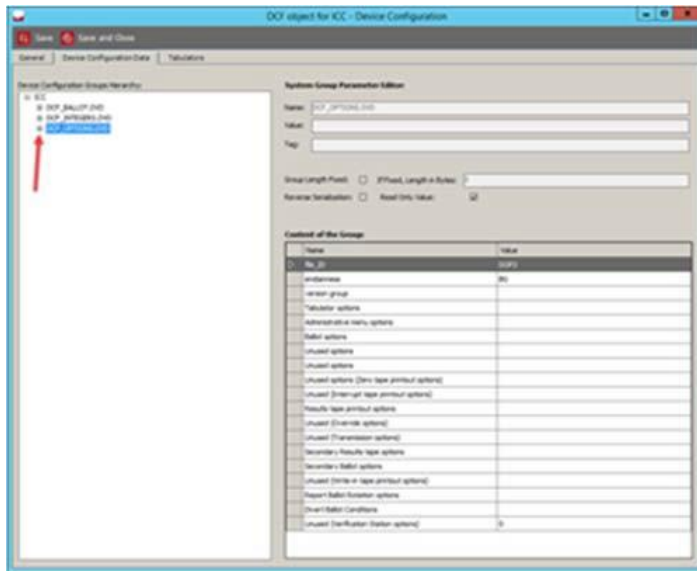 DCF object for ICC - Device Configuration
Save Save and Close
General Device Configuration Data Tabulators
Device Configuration Groups Hierarchy:
ICC
DCF_BALLOT.DVD
DCF_INTEGERS.DVD
DCF_OPTIONS.DVD
System Group Parameter Editor
Name: DCF_OPTIONS.DVD
Value:
Tag:
Group Length Fixed: If Fixed, Length in Bytes:
Reverse Serialization: Read Only Value:
Content of the Group
Name Value
file_ID
endianness
version group
Tabulator options
Administrative menu options
Ballot options
Unused options
Unused options
Unused options (Zero tape printout options)
Unused (Interrupt tape printout options)
Results tape printout options
Unused (Override options)
Unused (Transmission options)
Secondary Results tape options
Secondary Ballot options
Unused (Write-in tape printout options)
Report Ballot Rotation options
Divert Ballot Conditions
Unused (Verification Station options) 0